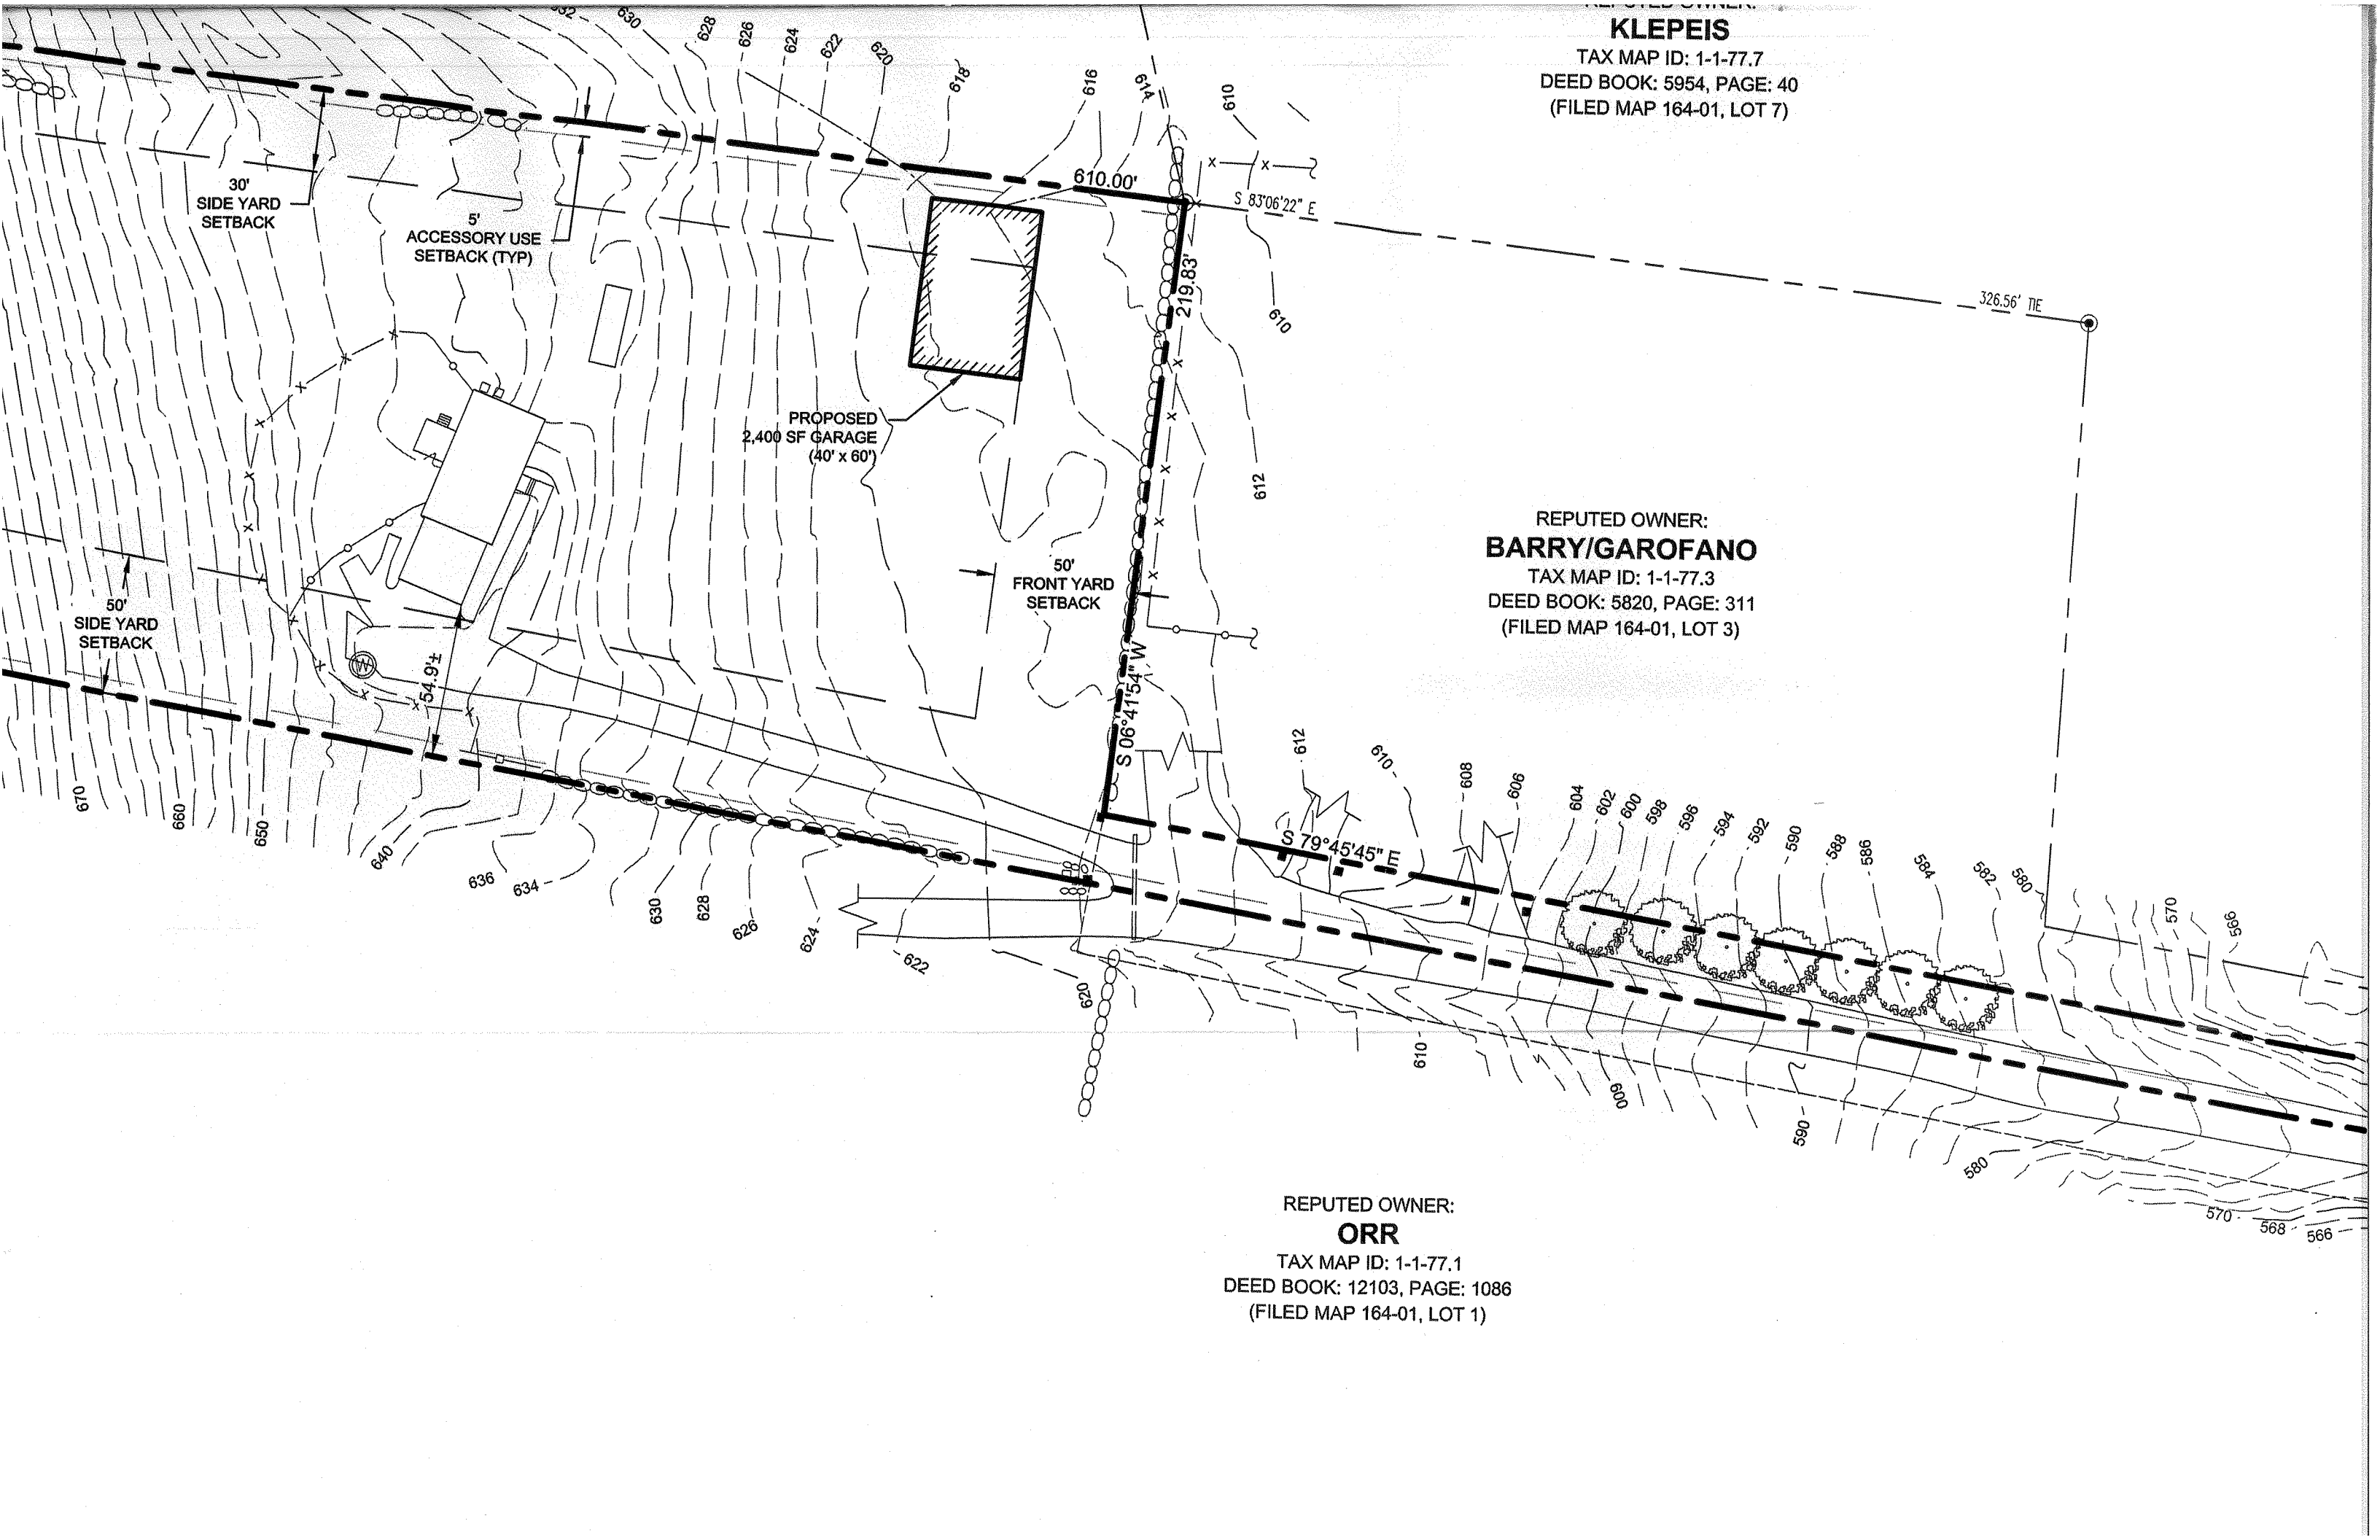 REPUTED OWNER:
KLEPEIS
TAX MAP ID: 1-1-77.7
DEED BOOK: 5954, PAGE: 40
(FILED MAP 164-01, LOT 7)
632
630
628
626
624
622
620
618
616
614
610
30'
SIDE YARD
SETBACK
5'
ACCESSORY USE
SETBACK (TYP)
610.00'
S 83°06'22" E
219.83'
610
326.56' TIE
PROPOSED
2,400 SF GARAGE
(40' x 60')
612
50'
FRONT YARD
SETBACK
REPUTED OWNER:
BARRY/GAROFANO
TAX MAP ID: 1-1-77.3
DEED BOOK: 5820, PAGE: 311
(FILED MAP 164-01, LOT 3)
50'
SIDE YARD
SETBACK
W
54.9'±
S 06°41'54" W
670
660
650
640
636
634
630
628
626
624
622
620
612
610
608
606
604
602
600
598
596
594
592
590
588
586
584
582
580
570
566
S 79°45'45" E
610
600
590
580
570
568
566
REPUTED OWNER:
ORR
TAX MAP ID: 1-1-77.1
DEED BOOK: 12103, PAGE: 1086
(FILED MAP 164-01, LOT 1)